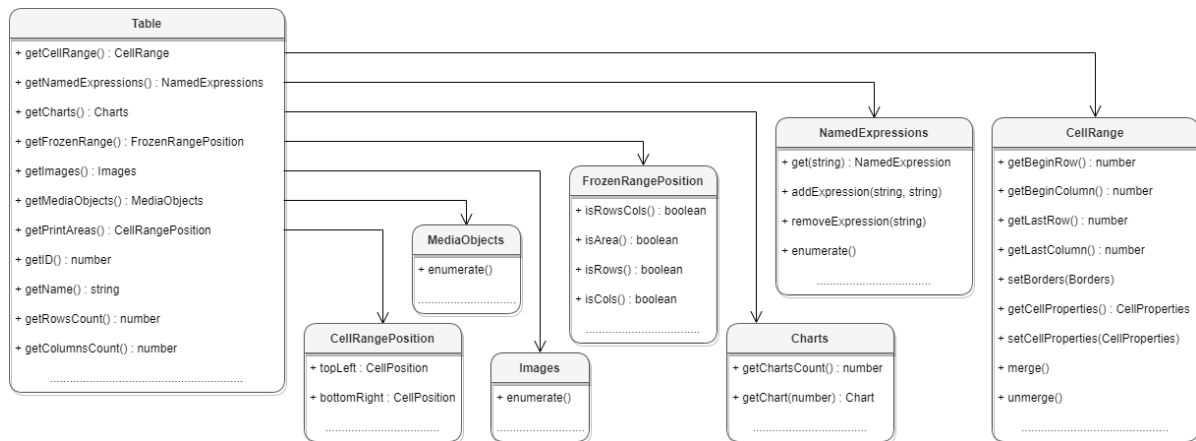 Table
+ getCellRange() : CellRange
+ getNamedExpressions() : NamedExpressions
+ getCharts() : Charts
+ getFrozenRange() : FrozenRangePosition
+ getImages() : Images
+ getMediaObjects() : MediaObjects
+ getPrintAreas() : CellRangePosition
+ getID() : number
+ getName() : string
+ getRowsCount() : number
+ getColumnsCount() : number
................................................
CellRangePosition
+ topLeft : CellPosition
+ bottomRight : CellPosition
...................................
MediaObjects
+ enumerate()
........................
Images
+ enumerate()
......................
FrozenRangePosition
+ isRowsCols() : boolean
+ isArea() : boolean
+ isRows() : boolean
+ isCols() : boolean
....................................
Charts
+ getChartsCount() : number
+ getChart(number) : Chart
...................................
NamedExpressions
+ get(string) : NamedExpression
+ addExpression(string, string)
+ removeExpression(string)
+ enumerate()
....................................
CellRange
+ getBeginRow() : number
+ getBeginColumn() : number
+ getLastRow() : number
+ getLastColumn() : number
+ setBorders(Borders)
+ getCellProperties() : CellProperties
+ setCellProperties(CellProperties)
+ merge()
+ unmerge()
....................................